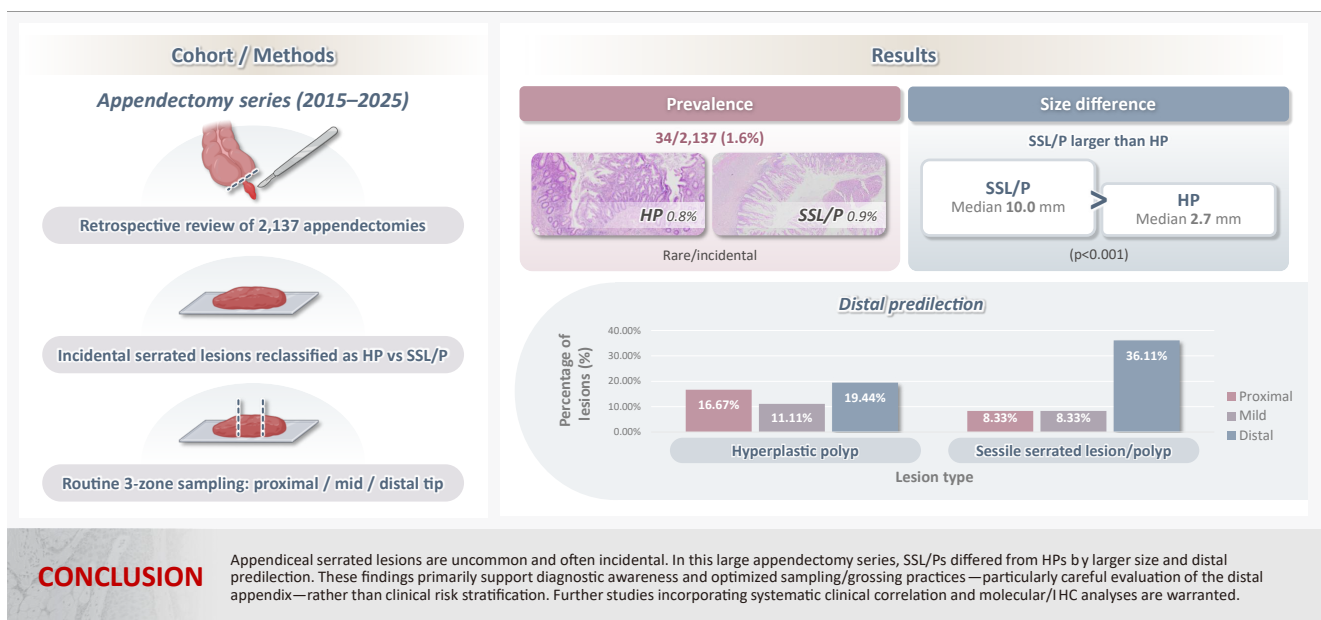 Cohort / Methods
Appendectomy series (2015–2025)
Retrospective review of 2,137 appendectomies
Incidental serrated lesions reclassified as HP vs SSL/P
Routine 3-zone sampling: proximal / mid / distal tip
Results
Prevalence
34/2,137 (1.6%)
HP 0.8%
SSL/P 0.9%
Rare/incidental
Size difference
SSL/P larger than HP
SSL/P
Median 10.0 mm
>
HP
Median 2.7 mm
(p<0.001)
Distal predilection
Percentage of
lesions (%)
40.00%
30.00%
20.00%
10.00%
0.00%
16.67%
11.11%
19.44%
8.33%
8.33%
36.11%
Hyperplastic polyp
Sessile serrated lesion/polyp
Lesion type
Proximal
Mild
Distal
CONCLUSION
Appendiceal serrated lesions are uncommon and often incidental. In this large appendectomy series, SSL/Ps differed from HPs by larger size and distal
predilection. These findings primarily support diagnostic awareness and optimized sampling/grossing practices—particularly careful evaluation of the distal
appendix—rather than clinical risk stratification. Further studies incorporating systematic clinical correlation and molecular/IHC analyses are warranted.